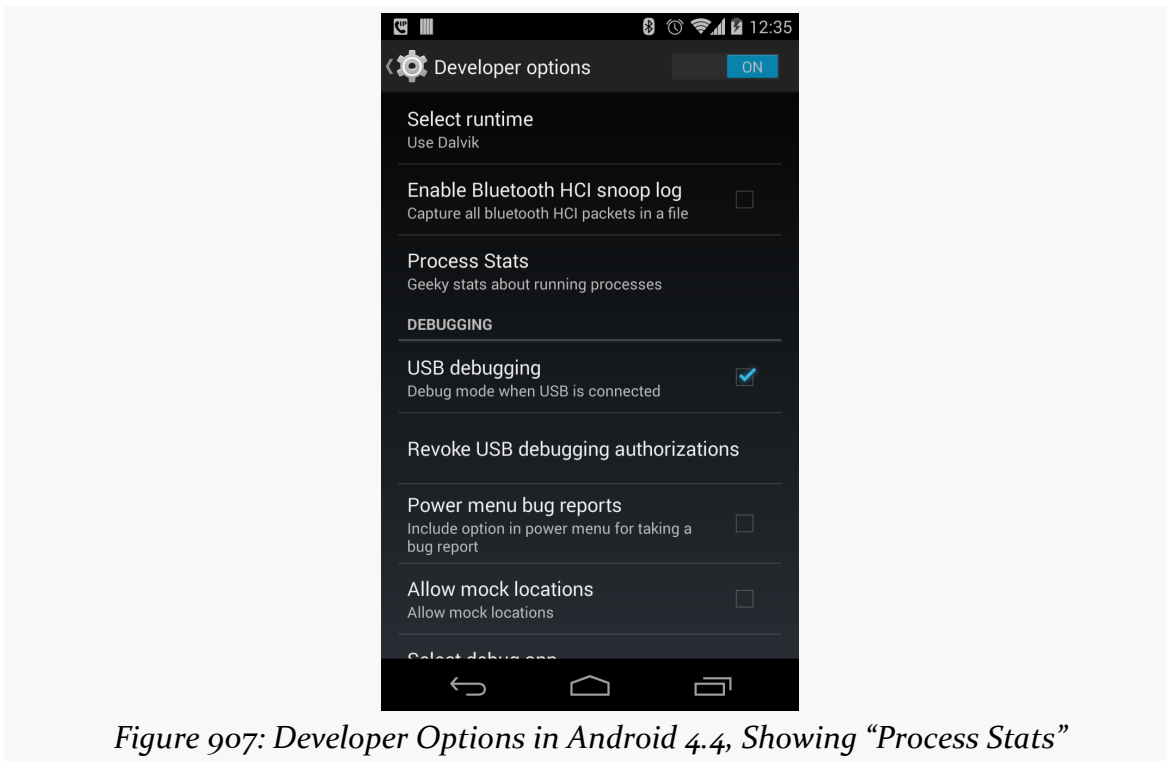 12:35
Developer options
ON
Select runtime
Use Dalvik
Enable Bluetooth HCI snoop log
Capture all bluetooth HCI packets in a file
Process Stats
Geeky stats about running processes
DEBUGGING
USB debugging
Debug mode when USB is connected
Revoke USB debugging authorizations
Power menu bug reports
Include option in power menu for taking a
bug report
Allow mock locations
Allow mock locations
Select debug app
Figure 907: Developer Options in Android 4.4, Showing “Process Stats”